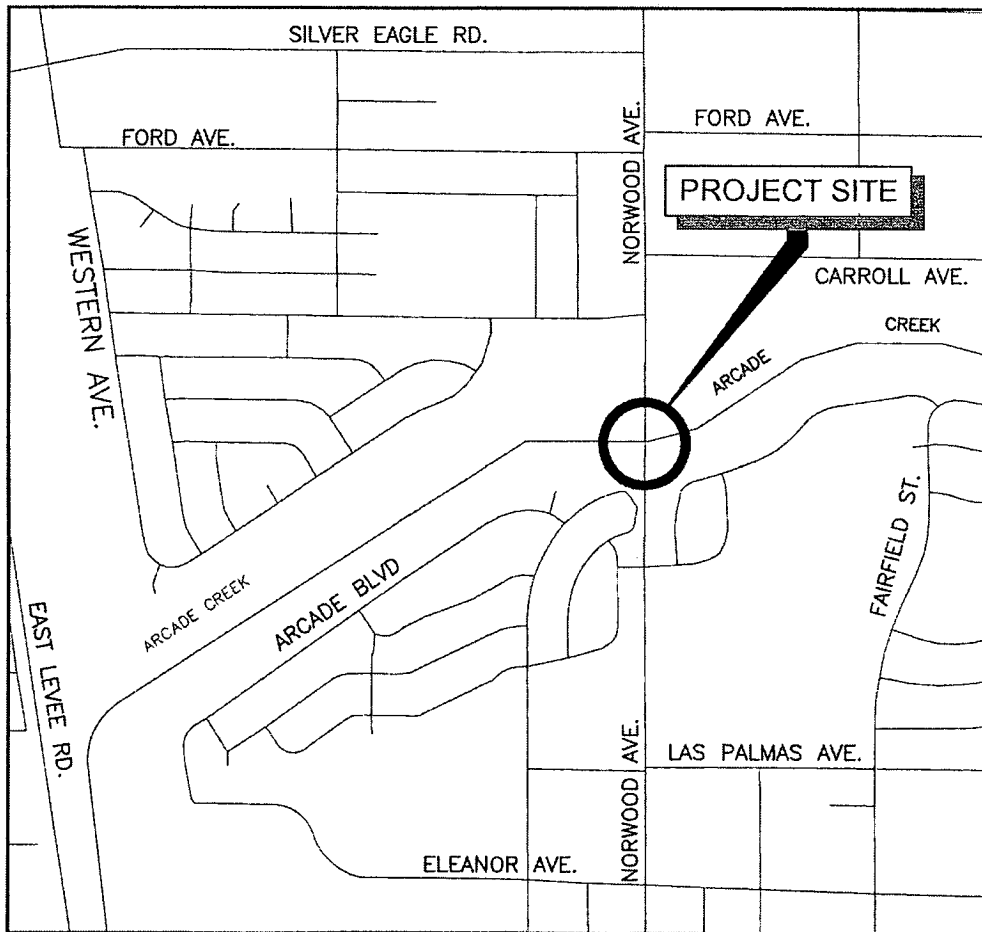 SILVER EAGLE RD.
FORD AVE.
NORWOOD AVE.
FORD AVE.
PROJECT SITE
WESTERN AVE.
CARROLL AVE.
CREEK
ARCADE
FAIRFIELD ST.
ARCADE CREEK
ARCADE BLVD
EAST LEVEE RD.
NORWOOD AVE.
LAS PALMAS AVE.
ELEANOR AVE.